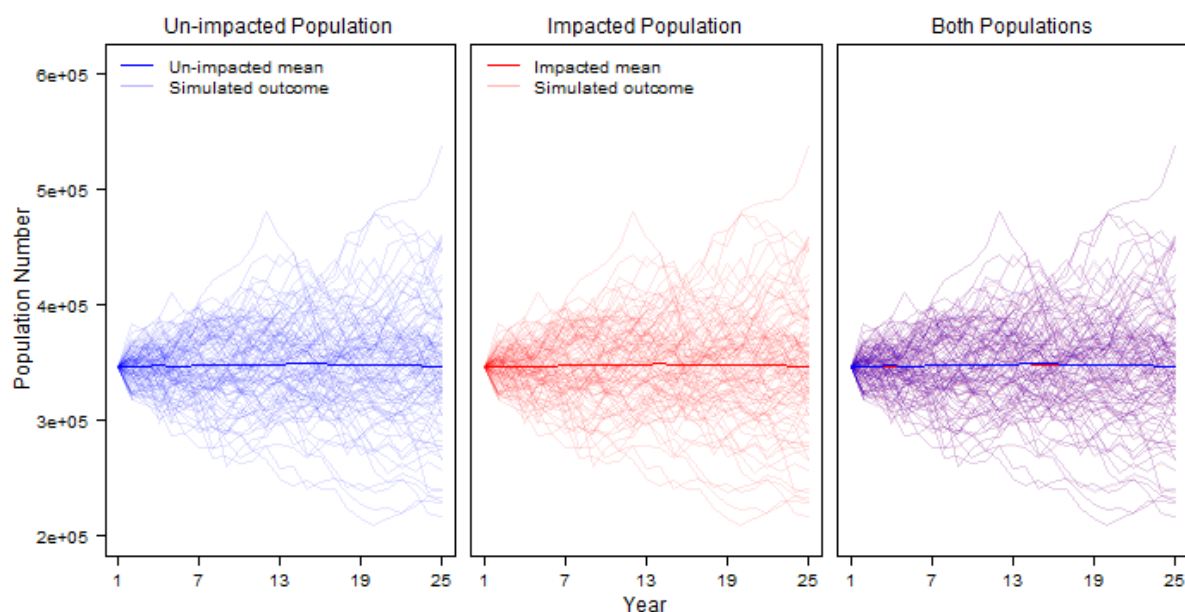 Un-impacted Population
Impacted Population
Both Populations
Un-impacted mean
Simulated outcome
Impacted mean
Simulated outcome
Population Number
6e+05
5e+05
4e+05
3e+05
2e+05
1 7 13 19 25
1 7 13 19 25
1 7 13 19 25
Year